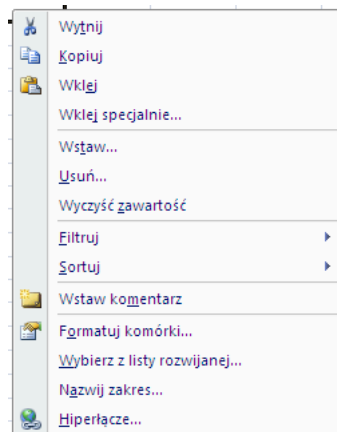 Wytnij
Kopiuj
Wklej
Wklej specjalnie...
Wstaw...
Usuń...
Wyczyść zawartość
Filtruj
Sortuj
Wstaw komentarz
Formatuj komórki...
Wybierz z listy rozwijanej...
Nazwij zakres...
Hiperłącze...